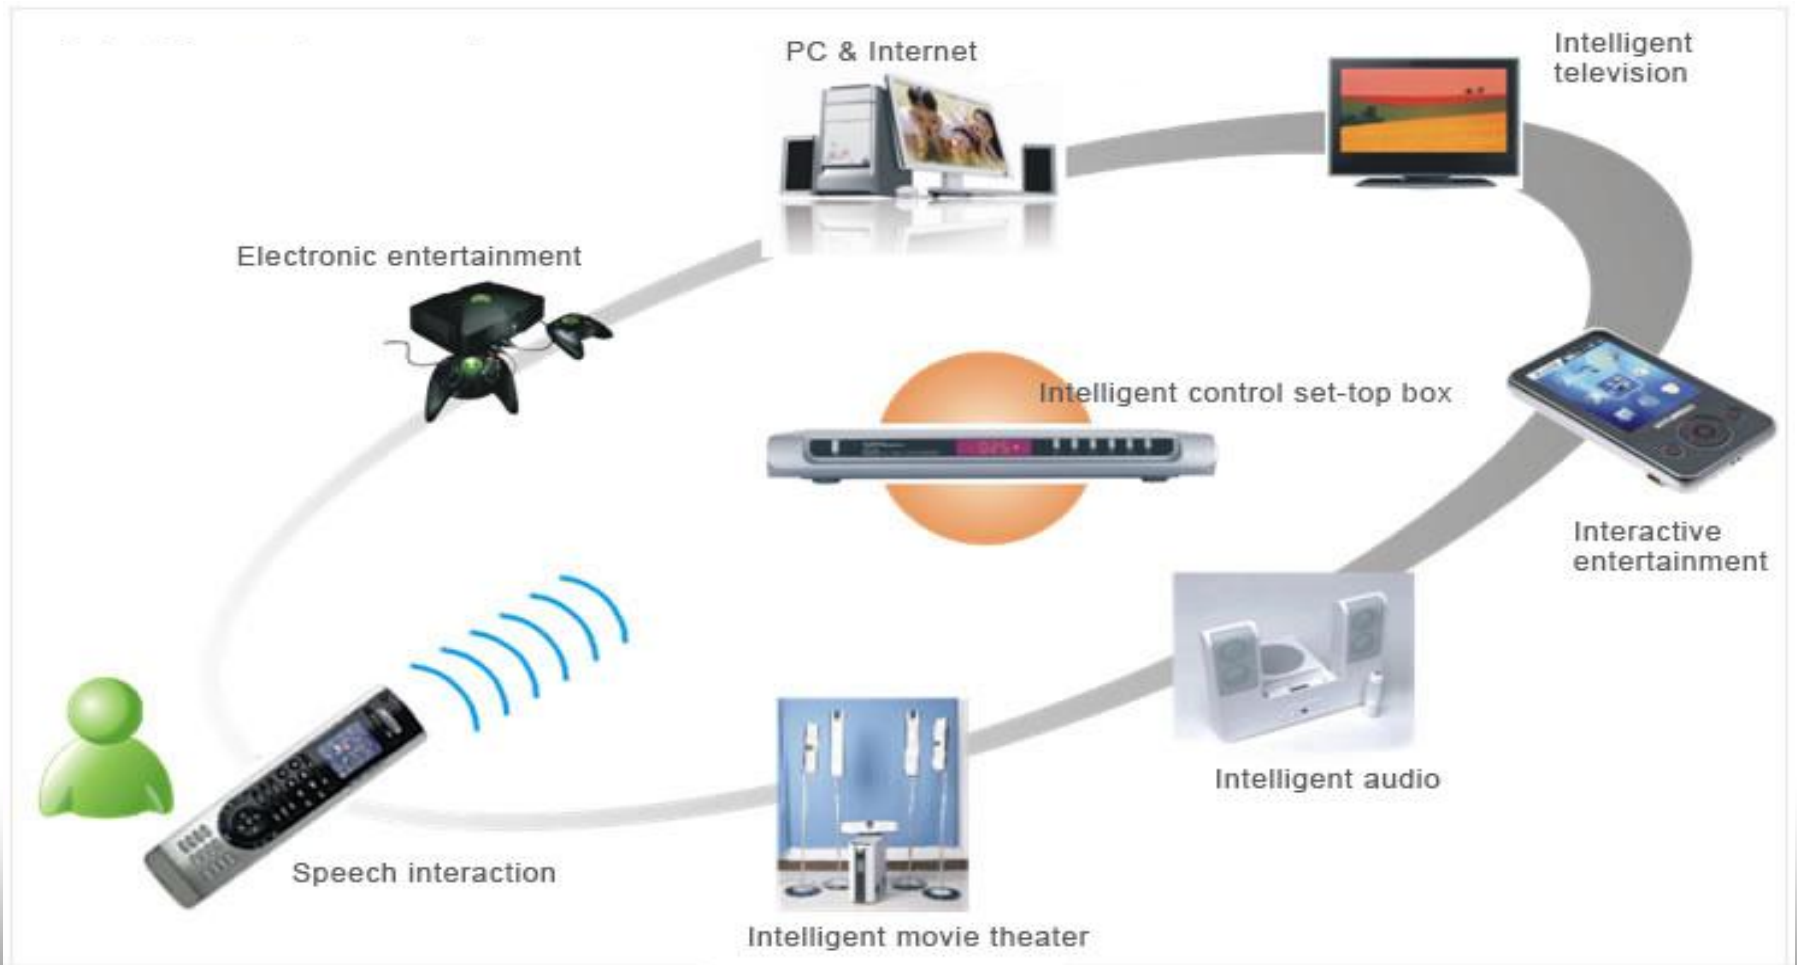 PC & Internet
Intelligent
television
Electronic entertainment
Intelligent control set-top box
Interactive
entertainment
Intelligent audio
Speech interaction
Intelligent movie theater